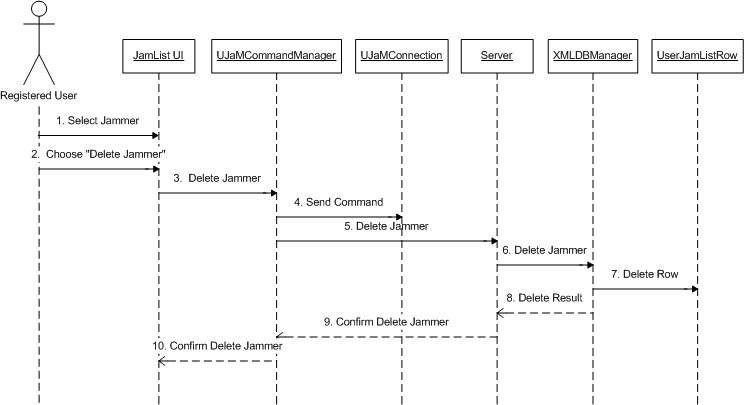 JamList UI
UJaMCommandManager
UJaMConnection
Server
XMLDBManager
UserJamListRow
Registered User
1. Select Jammer
2. Choose "Delete Jammer"
3. Delete Jammer
4. Send Command
5. Delete Jammer
6. Delete Jammer
7. Delete Row
8. Delete Result
9. Confirm Delete Jammer
10. Confirm Delete Jammer